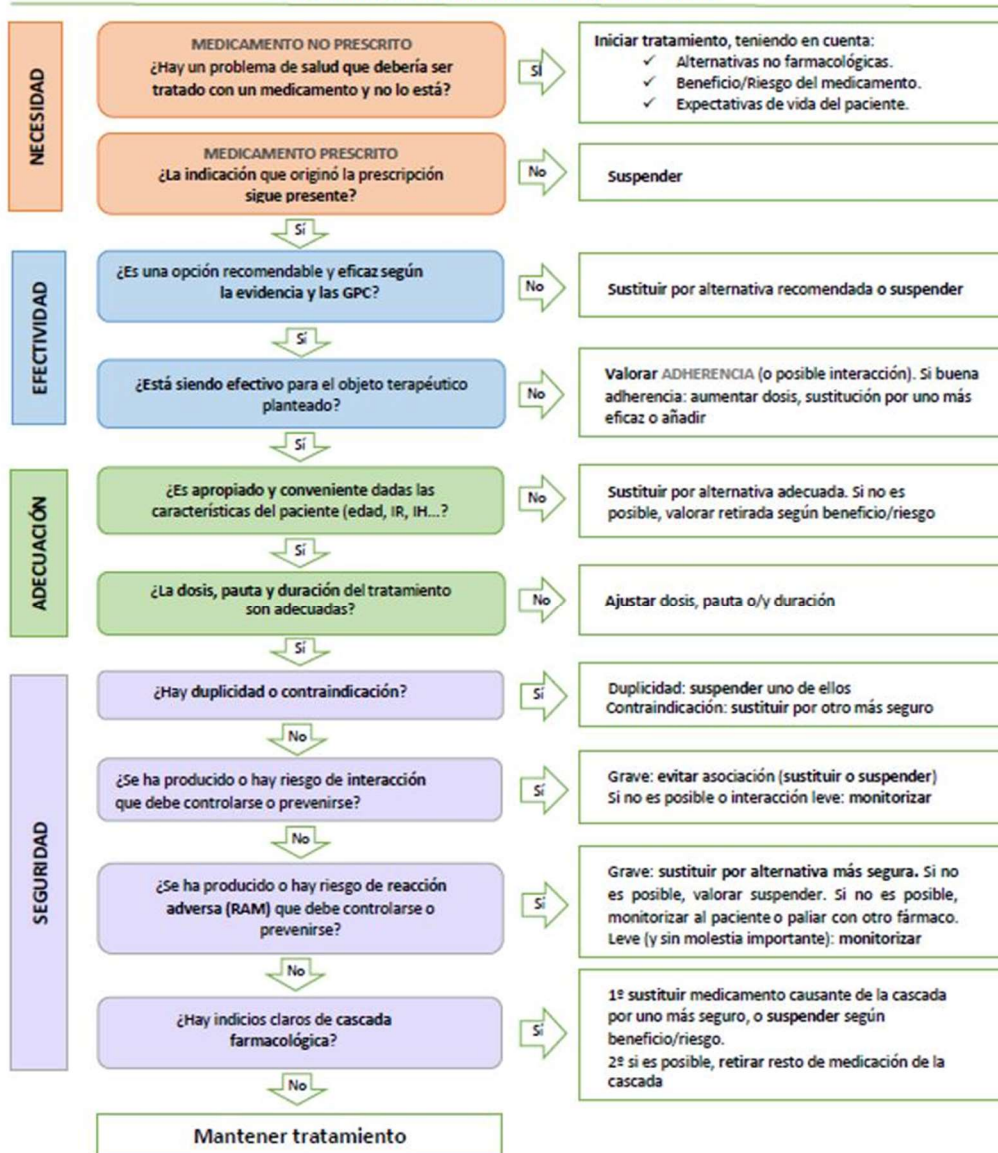 NECESIDAD
MEDICAMENTO NO PRESCRITO
¿Hay un problema de salud que debería ser
tratado con un medicamento y no lo está?
SÍ
Iniciar tratamiento, teniendo en cuenta:
✓ Alternativas no farmacológicas.
✓ Beneficio/Riesgo del medicamento.
✓ Expectativas de vida del paciente.
MEDICAMENTO PRESCRITO
¿La indicación que originó la prescripción
sigue presente?
No
Suspender
Sí
EFECTIVIDAD
¿Es una opción recomendable y eficaz según
la evidencia y las GPC?
No
Sustituir por alternativa recomendada o suspender
Sí
¿Está siendo efectivo para el objeto terapéutico
planteado?
No
Valorar ADHERENCIA (o posible interacción). Si buena
adherencia: aumentar dosis, sustitución por uno más
eficaz o añadir
Sí
ADECUACIÓN
¿Es apropiado y conveniente dadas las
características del paciente (edad, IR, IH...?
No
Sustituir por alternativa adecuada. Si no es
posible, valorar retirada según beneficio/riesgo
Sí
¿La dosis, pauta y duración del tratamiento
son adecuadas?
No
Ajustar dosis, pauta o/y duración
Sí
SEGURIDAD
¿Hay duplicidad o contraindicación?
Sí
Duplicidad: suspender uno de ellos
Contraindicación: sustituir por otro más seguro
No
¿Se ha producido o hay riesgo de interacción
que debe controlarse o prevenirse?
Sí
Grave: evitar asociación (sustituir o suspender)
Si no es posible o interacción leve: monitorizar
No
¿Se ha producido o hay riesgo de reacción
adversa (RAM) que debe controlarse o
prevenirse?
Sí
Grave: sustituir por alternativa más segura. Si no
es posible, valorar suspender. Si no es posible,
monitorizar al paciente o paliar con otro fármaco.
Leve (y sin molestia importante): monitorizar
No
¿Hay indicios claros de cascada
farmacológica?
Sí
1º sustituir medicamento causante de la cascada
por uno más seguro, o suspender según
beneficio/riesgo.
2º si es posible, retirar resto de medicación de la
cascada
No
Mantener tratamiento